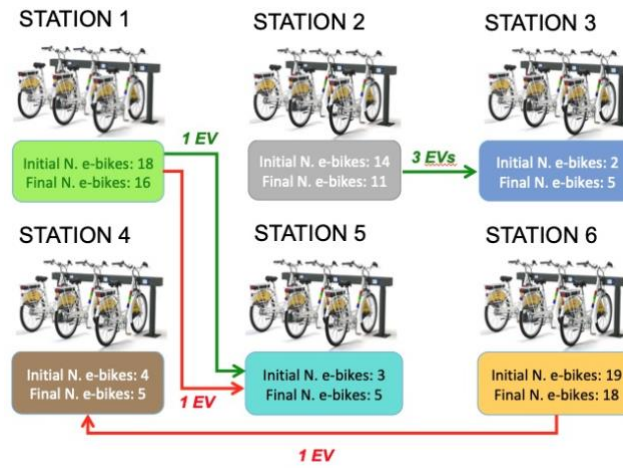 STATION 1
STATION 2
STATION 3
1 EV
Initial N. e-bikes: 18
Final N. e-bikes: 16
Initial N. e-bikes: 14
Final N. e-bikes: 11
3 EVs
Initial N. e-bikes: 2
Final N. e-bikes: 5
STATION 4
STATION 5
STATION 6
Initial N. e-bikes: 4
Final N. e-bikes: 5
1 EV
Initial N. e-bikes: 3
Final N. e-bikes: 5
Initial N. e-bikes: 19
Final N. e-bikes: 18
1 EV